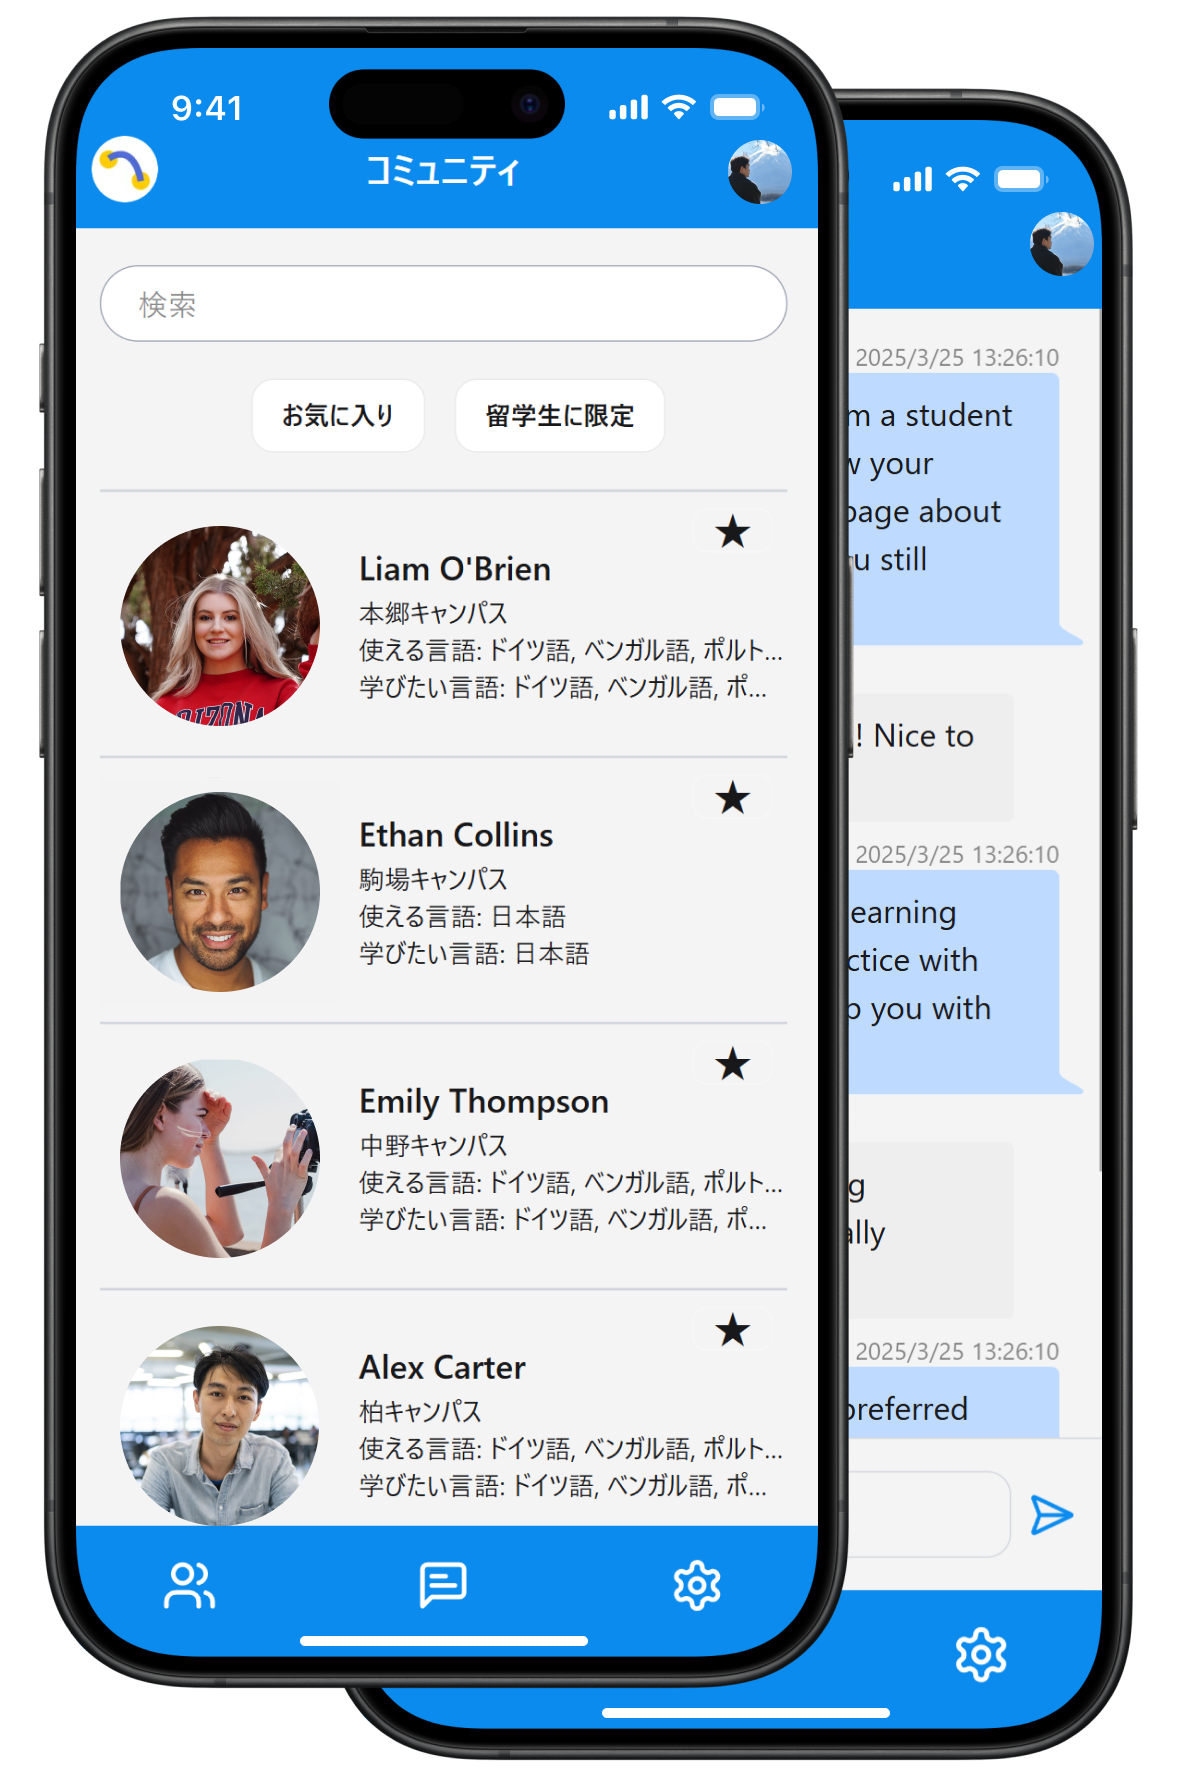 9:41
コミュニティ
検索
お気に入り
留学生に限定
Liam O'Brien
本郷キャンパス
使える言語: ドイツ語, ベンガル語, ポルト...
学びたい言語: ドイツ語, ベンガル語, ポ...
ARIZONA
Ethan Collins
駒場キャンパス
使える言語: 日本語
学びたい言語: 日本語
Emily Thompson
中野キャンパス
使える言語: ドイツ語, ベンガル語, ポルト...
学びたい言語: ドイツ語, ベンガル語, ポ...
Alex Carter
柏キャンパス
使える言語: ドイツ語, ベンガル語, ポルト...
学びたい言語: ドイツ語, ベンガル語, ポ...
2025/3/25 13:26:10
m a student
your
page about
still
! Nice to
2025/3/25 13:26:10
earning
ctice with
you with
g
ally
2025/3/25 13:26:10
preferred